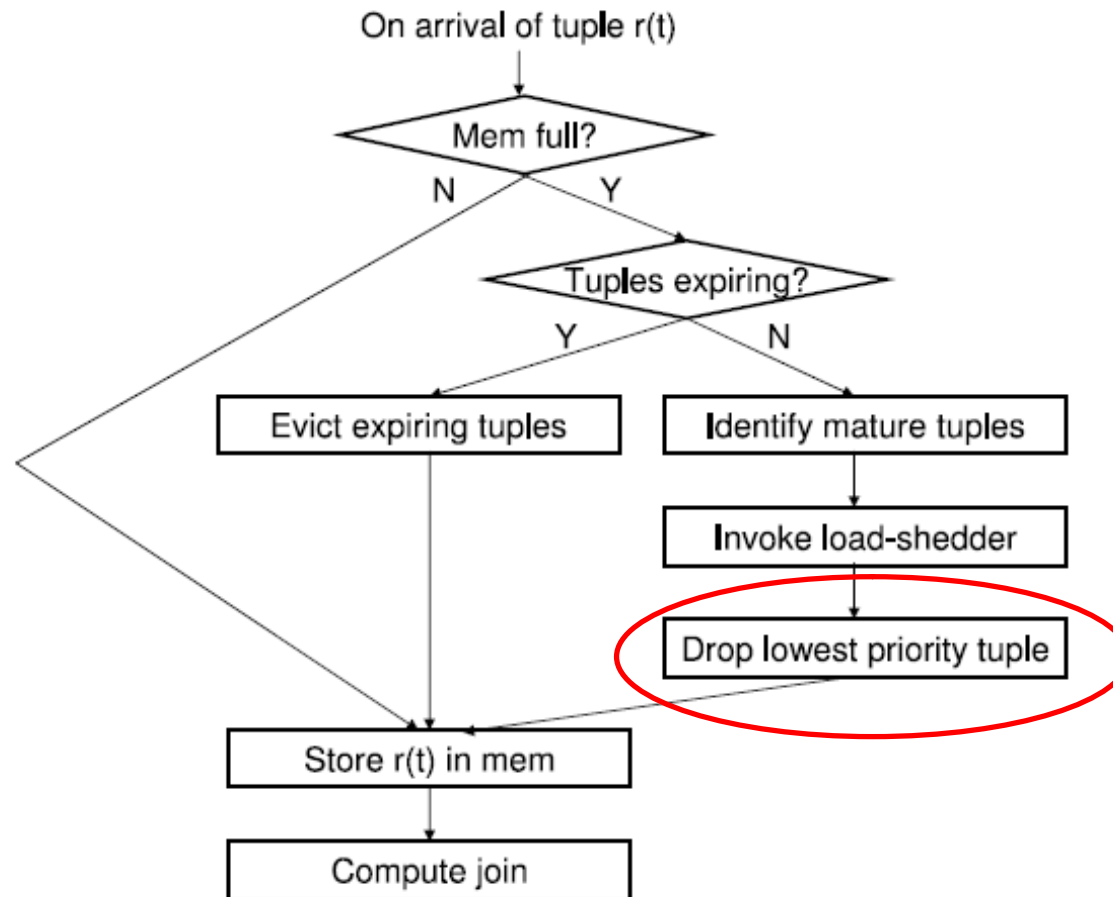 On arrival of tuple r(t)
Mem full?
N
Y
Tuples expiring?
Y
N
Evict expiring tuples
Identify mature tuples
Invoke load-shedder
Drop lowest priority tuple
Store r(t) in mem
Compute join